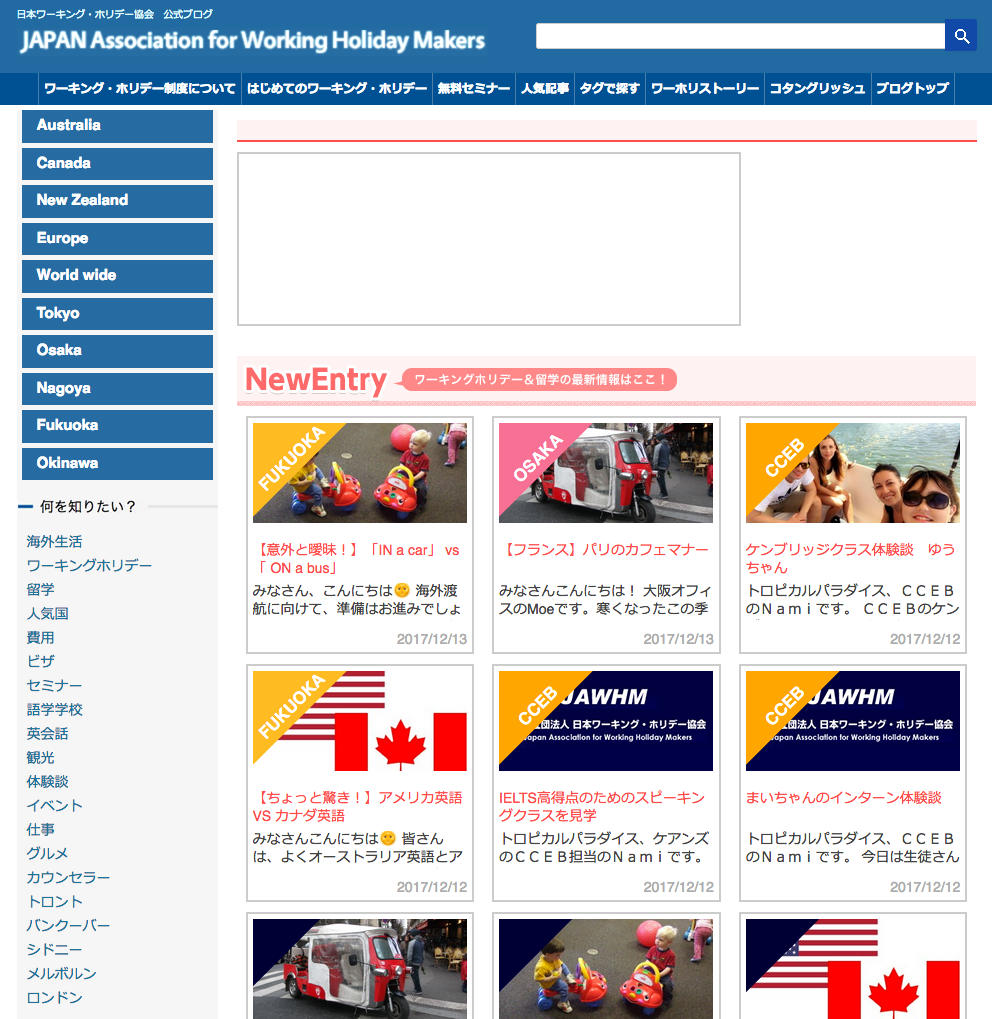 日本ワーキング・ホリデー協会　公式ブログ
JAPAN Association for Working Holiday Makers
ワーキング・ホリデー制度について
はじめてのワーキング・ホリデー
無料セミナー
人気記事
タグで探す
ワーホリストーリー
コタングリッシュ
ブログトップ
Australia
Canada
New Zealand
Europe
World wide
Tokyo
Osaka
Nagoya
Fukuoka
Okinawa
何を知りたい？
海外生活
ワーキングホリデー
留学
人気国
費用
ビザ
セミナー
語学学校
英会話
観光
体験談
イベント
仕事
グルメ
カウンセラー
トロント
バンクーバー
シドニー
メルボルン
ロンドン
NewEntry
ワーキングホリデー＆留学の最新情報はここ！
FUKUOKA
【意外と曖昧！】「IN a car」 vs
「 ON a bus」
みなさん、こんにちは🌞 海外渡
航に向けて、準備はお進みでしょ
2017/12/13
OSAKA
【フランス】パリのカフェマナー
みなさんこんにちは！ 大阪オフィ
スのMoeです。寒くなったこの季
2017/12/13
CCEB
ケンブリッジクラス体験談　ゆう
ちゃん
トロピカルパラダイス、ＣＣＥＢ
のＮａｍｉです。 ＣＣＥＢのケン
2017/12/12
FUKUOKA
【ちょっと驚き！】アメリカ英語
VS カナダ英語
みなさんこんにちは🌞 皆さん
は、よくオーストラリア英語とア
2017/12/12
CCEB
JAWHM
団法人 日本ワーキング・ホリデー協会
Japan Association for Working Holiday Makers
IELTS高得点のためのスピーキン
グクラスを見学
トロピカルパラダイス、ケアンズ
のＣＣＥＢ担当のＮａｍｉです。
2017/12/12
CCEB
JAWHM
団法人 日本ワーキング・ホリデー協会
Japan Association for Working Holiday Makers
まいちゃんのインターン体験談
トロピカルパラダイス、ＣＣＥＢ
のＮａｍｉです。 今日は生徒さん
2017/12/12